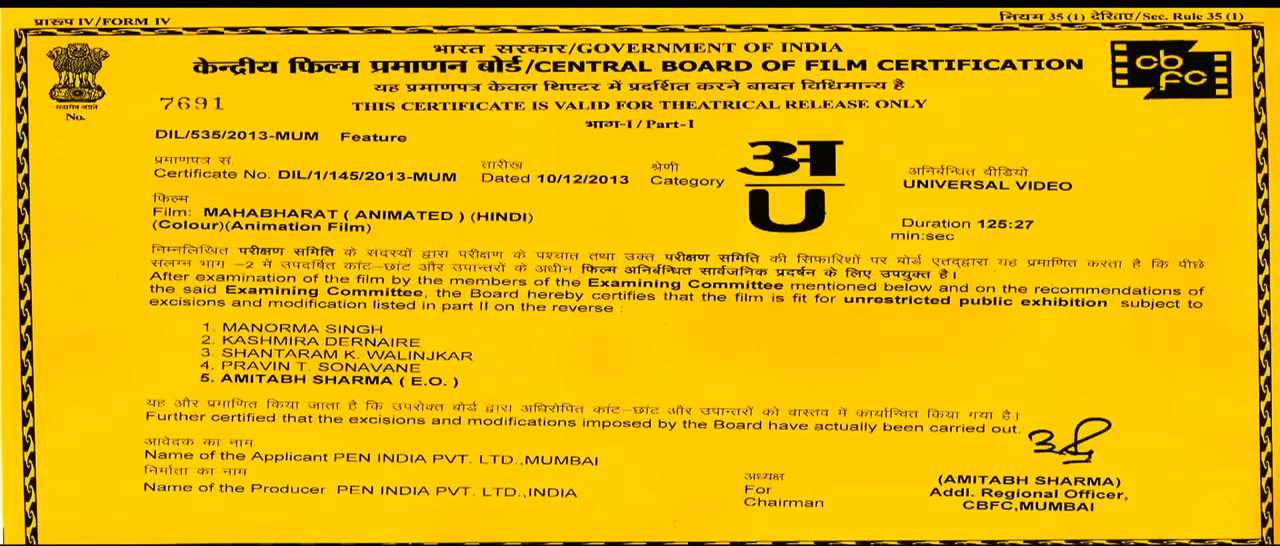 प्रारूप IV/FORM IV
नियम 35 (1) देखिए/Sec. Rule 35 (1)
भारत सरकार/GOVERNMENT OF INDIA
केन्द्रीय फिल्म प्रमाणन बोर्ड/CENTRAL BOARD OF FILM CERTIFICATION
cbfc
यह प्रमाणपत्र केवल थिएटर में प्रदर्शित करने बाबत विधिमान्य है
THIS CERTIFICATE IS VALID FOR THEATRICAL RELEASE ONLY
सत्यमेव जयते
No.
7691
भाग-I / Part-I
DIL/535/2013-MUM Feature
प्रमाणपत्र सं. तारीख श्रेणी अ अनिर्बन्धित वीडियो
Certificate No. DIL/1/145/2013-MUM Dated 10/12/2013 Category U UNIVERSAL VIDEO
फिल्म
Film: MAHABHARAT ( ANIMATED ) (HINDI)
(Colour)(Animation Film)
Duration 125:27
min:sec
निम्नलिखित परीक्षण समिति के सदस्यों द्वारा परीक्षण के पश्चात तथा उक्त परीक्षण समिति की सिफारिशों पर बोर्ड एतद्द्वारा यह प्रमाणित करता है कि पीछे
सलग्न भाग -2 में उपदर्षित कांट-छांट और उपान्तरों के अधीन फिल्म अनिर्बन्धित सार्वजनिक प्रदर्षन के लिए उपयुक्त है।
After examination of the film by the members of the Examining Committee mentioned below and on the recommendations of
the said Examining Committee, the Board hereby certifies that the film is fit for unrestricted public exhibition subject to
excisions and modification listed in part II on the reverse :
1. MANORMA SINGH
2. KASHMIRA DERNAIRE
3. SHANTARAM K. WALINJKAR
4. PRAVIN T. SONAVANE
5. AMITABH SHARMA ( E.O. )
यह और प्रमाणित किया जाता है कि उपरोक्त बोर्ड द्वारा अधिरोपित कांट-छांट और उपान्तरों को वास्तव में कार्यान्वित किया गया है।
Further certified that the excisions and modifications imposed by the Board have actually been carried out.
आवेदक का नाम
Name of the Applicant PEN INDIA PVT. LTD.,MUMBAI
निर्माता का नाम
Name of the Producer PEN INDIA PVT. LTD.,INDIA
अध्यक्ष
For
Chairman
(AMITABH SHARMA)
Addl. Regional Officer,
CBFC,MUMBAI